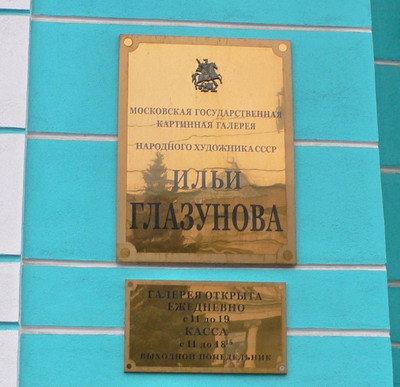 МОСКОВСКАЯ ГОСУДАРСТВЕННАЯ
КАРТИННАЯ ГАЛЕРЕЯ
НАРОДНОГО ХУДОЖНИКА СССР
ИЛЬИ
ГЛАЗУНОВА
ГАЛЕРЕЯ ОТКРЫТА
ЕЖЕДНЕВНО
с 11 до 19
КАССА
с 11 до 18
ВЫХОДНОЙ ПОНЕДЕЛЬНИК